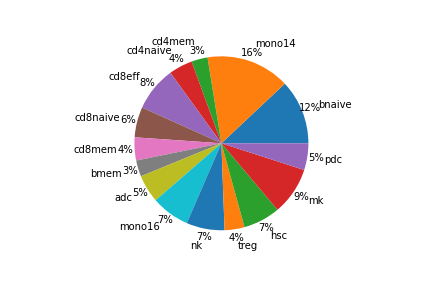 bnaive
12%
mono14
16%
cd4mem
3%
cd4naive
4%
cd8eff
8%
cd8naive
6%
cd8mem
4%
bmem
3%
adc
5%
mono16
7%
nk
7%
treg
4%
hsc
7%
mk
9%
pdc
5%